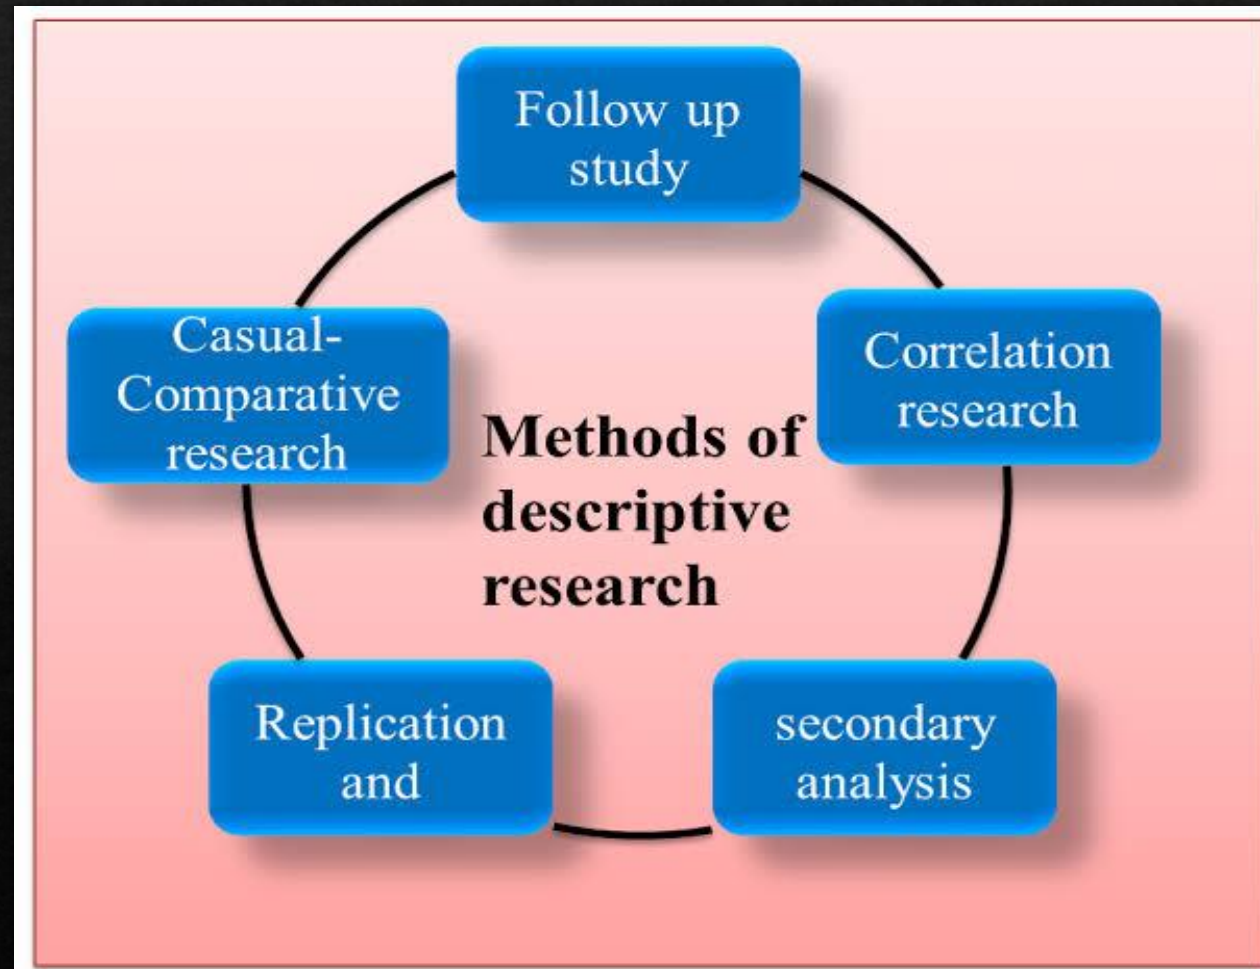 Follow up
study
Correlation
research
secondary
analysis
Replication
and
Casual-
Comparative
research
Methods of
descriptive
research